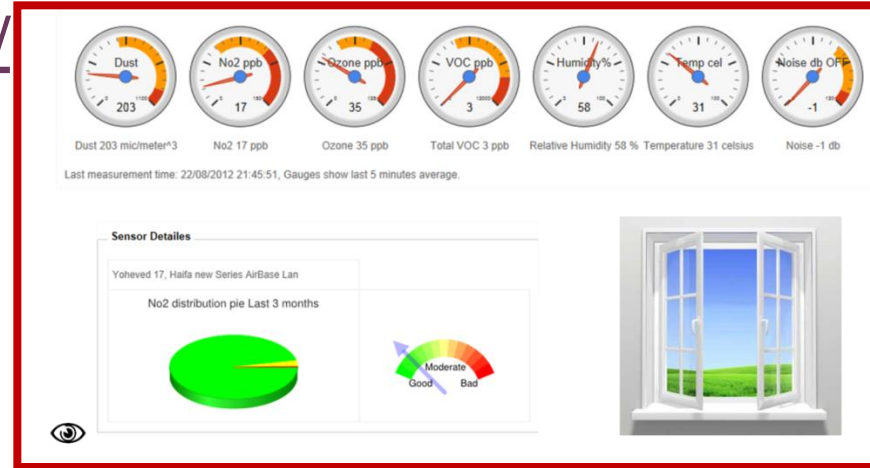 Dust
No2 ppb
Ozone ppb
VOC ppb
Humidity%
Temp cel
Noise db OFF
203
17
35
3
58
31
-1
Dust 203 mic/meter^3
No2 17 ppb
Ozone 35 ppb
Total VOC 3 ppb
Relative Humidity 58 %
Temperature 31 celsius
Noise -1 db
Last measurement time: 22/08/2012 21:45:51, Gauges show last 5 minutes average.
Sensor Detailes
Yoheved 17, Haifa new Series AirBase Lan
No2 distribution pie Last 3 months
Moderate
Good
Bad